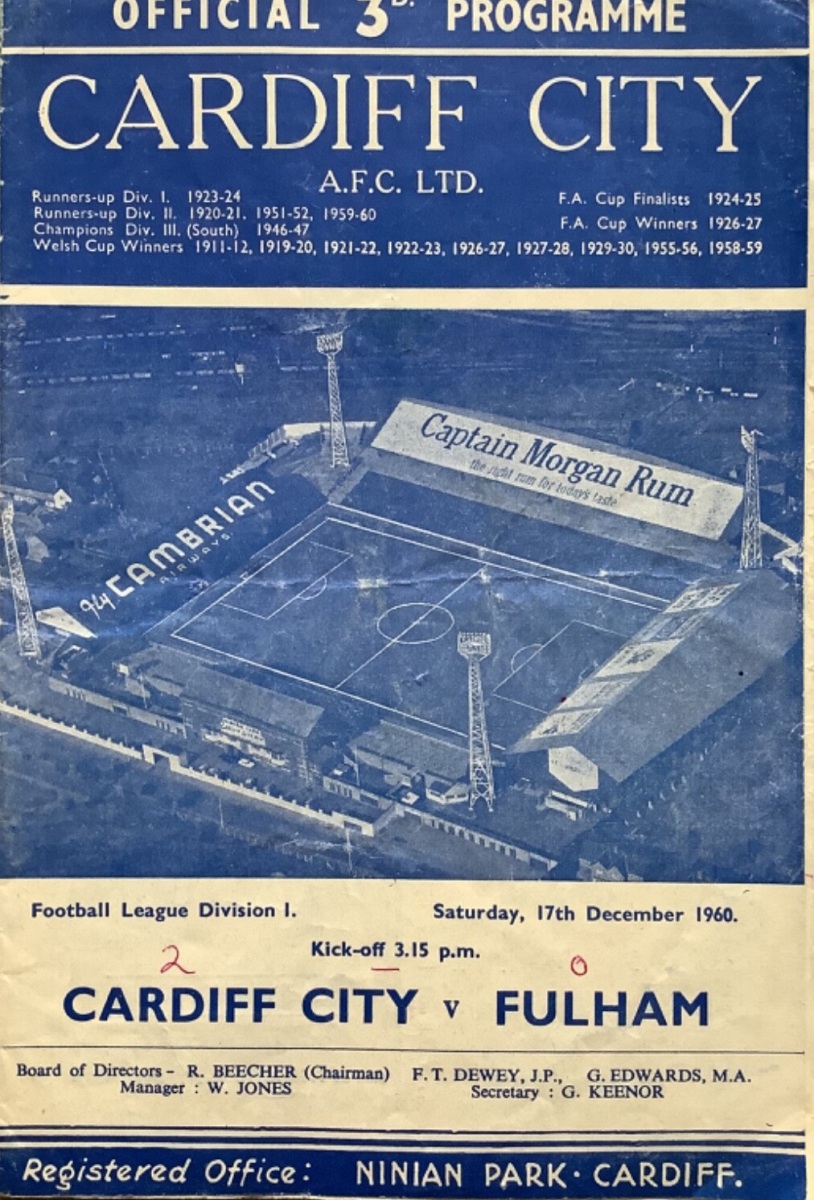 OFFICIAL 3D. PROGRAMME
CARDIFF CITY
A.F.C. LTD.
Runners-up Div. I. 1923-24
Runners-up Div. II. 1920-21, 1951-52, 1959-60
Champions Div. III. (South) 1946-47
F.A. Cup Finalists 1924-25
F.A. Cup Winners 1926-27
Welsh Cup Winners 1911-12, 1919-20, 1921-22, 1922-23, 1926-27, 1927-28, 1929-30, 1955-56, 1958-59
Captain Morgan Rum
the right rum for today's taste
fly CAMBRIAN
AIRWAYS
Football League Division I. Saturday, 17th December 1960.
Kick-off 3.15 p.m.
2 0
CARDIFF CITY v FULHAM
Board of Directors - R. BEECHER (Chairman) F.T. DEWEY, J.P., G. EDWARDS, M.A.
Manager : W. JONES Secretary : G. KEENOR
Registered Office: NINIAN PARK · CARDIFF.